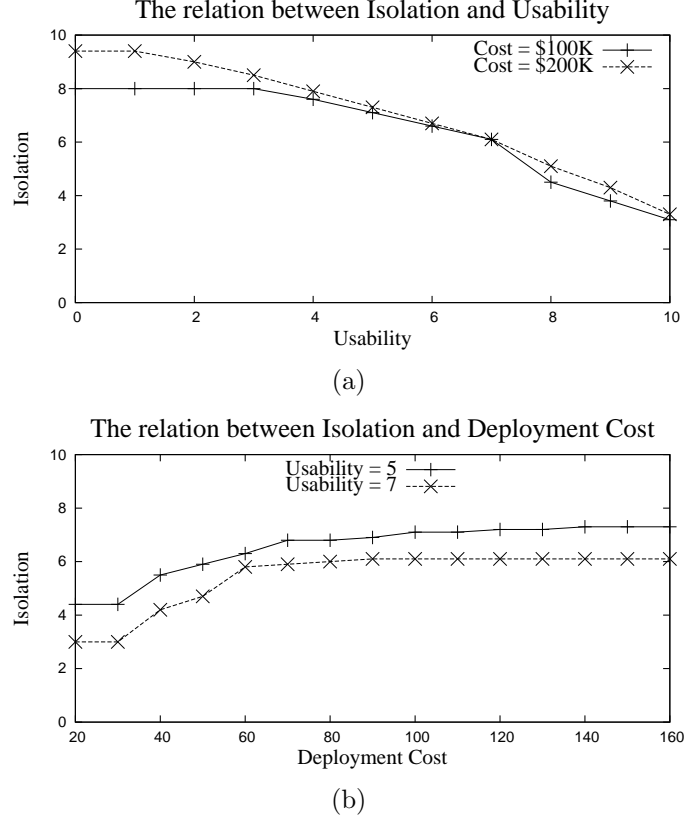 The relation between Isolation and Usability
10
8
6
4
2
0
Isolation
Cost = $100K
Cost = $200K
0 2 4 6 8 10
Usability
(a)
The relation between Isolation and Deployment Cost
10
8
6
4
2
0
Isolation
Usability = 5
Usability = 7
20 40 60 80 100 120 140 160
Deployment Cost
(b)